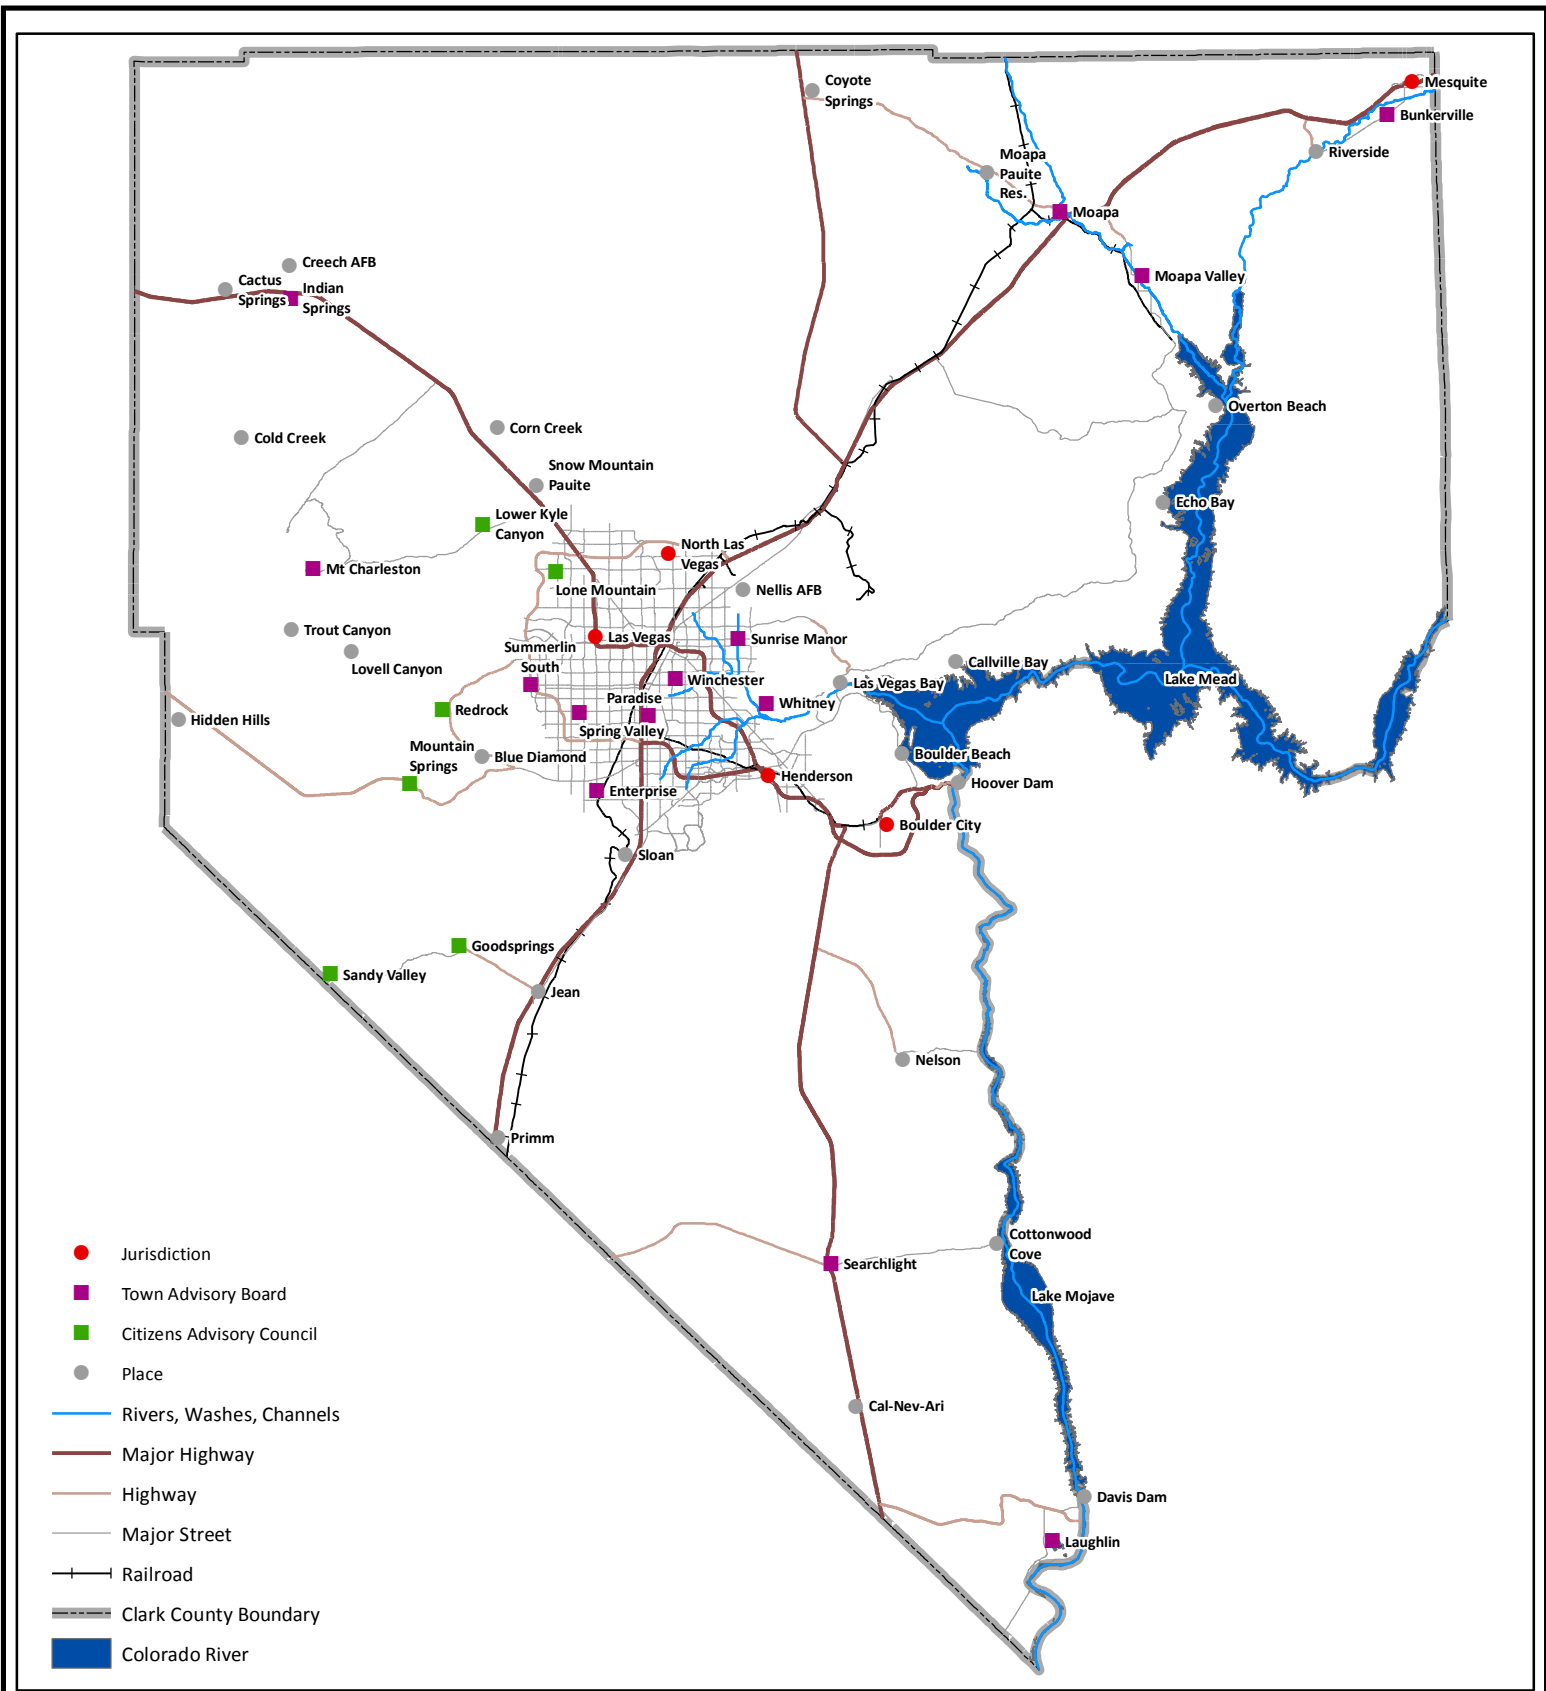 Coyote
Springs
Mesquite
Bunkerville
Riverside
Moapa
Pauite
Res.
Moapa
Moapa Valley
Creech AFB
Cactus
Springs
Indian
Springs
Overton Beach
Corn Creek
Cold Creek
Snow Mountain
Pauite
Echo Bay
Lower Kyle
Canyon
North Las
Vegas
Mt Charleston
Lone Mountain
Nellis AFB
Trout Canyon
Las Vegas
Sunrise Manor
Summerlin
South
Lovell Canyon
Callville Bay
Lake Mead
Winchester
Las Vegas Bay
Paradise
Whitney
Redrock
Hidden Hills
Spring Valley
Mountain
Springs
Blue Diamond
Boulder Beach
Henderson
Hoover Dam
Enterprise
Boulder City
Sloan
Goodsprings
Sandy Valley
Jean
Nelson
Primm
Cottonwood
Cove
Searchlight
Lake Mojave
Cal-Nev-Ari
Davis Dam
Laughlin
Jurisdiction
Town Advisory Board
Citizens Advisory Council
Place
Rivers, Washes, Channels
Major Highway
Highway
Major Street
Railroad
Clark County Boundary
Colorado River